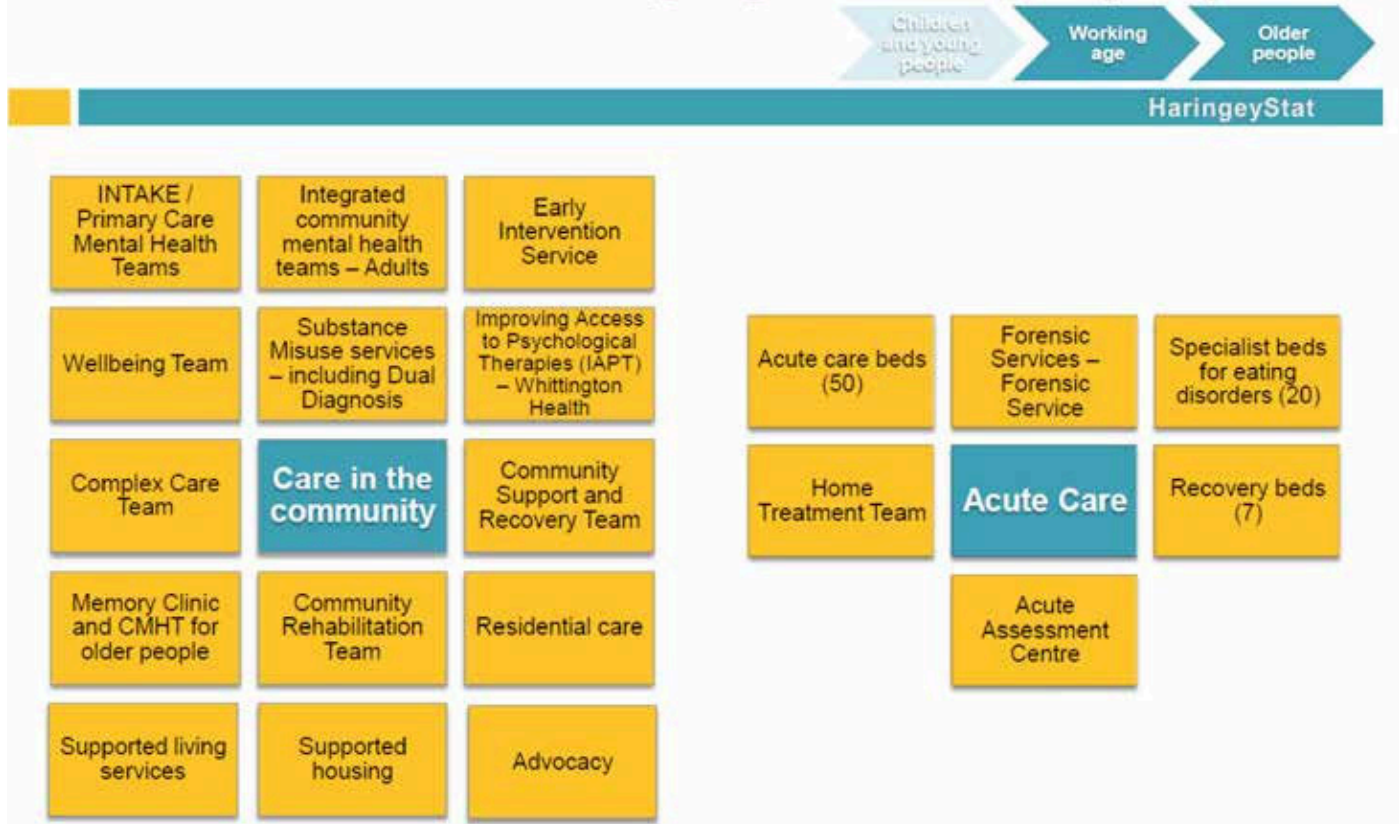 Children
and young
people
Working
age
Older
people
HaringeyStat
INTAKE /
Primary Care
Mental Health
Teams
Integrated
community
mental health
teams – Adults
Early
Intervention
Service
Wellbeing Team
Substance
Misuse services
– including Dual
Diagnosis
Improving Access
to Psychological
Therapies (IAPT)
– Whittington
Health
Complex Care
Team
Care in the
community
Community
Support and
Recovery Team
Memory Clinic
and CMHT for
older people
Community
Rehabilitation
Team
Residential care
Supported living
services
Supported
housing
Advocacy
Acute care beds
(50)
Forensic
Services –
Forensic
Service
Specialist beds
for eating
disorders (20)
Home
Treatment Team
Acute Care
Recovery beds
(7)
Acute
Assessment
Centre